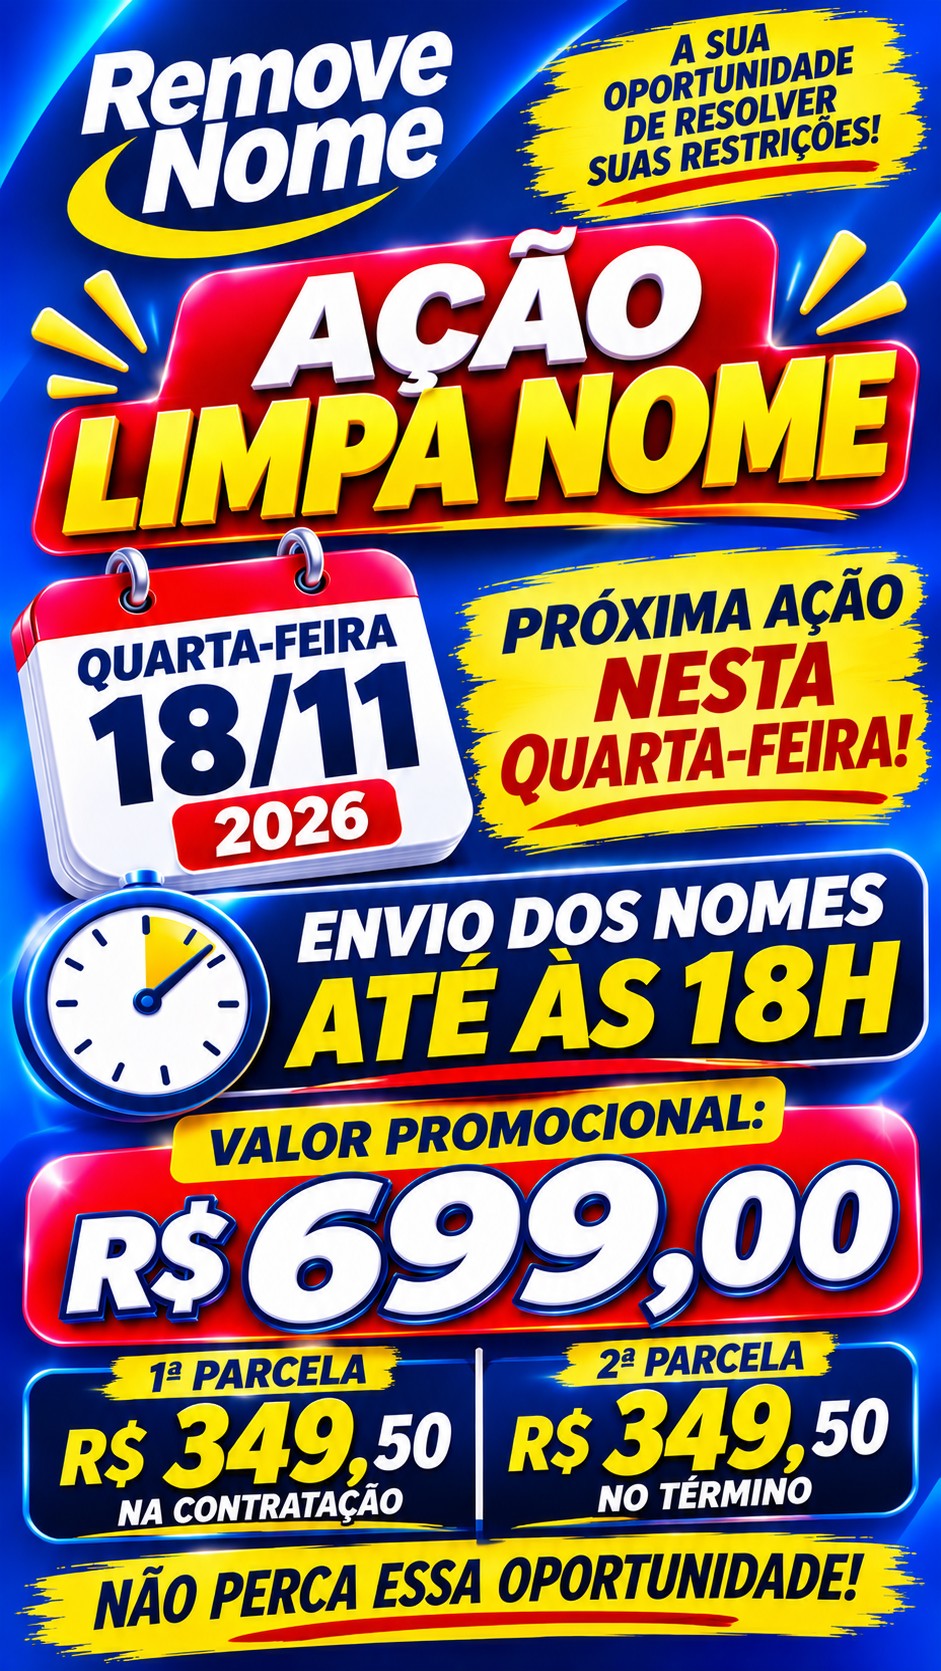 Remove
Nome
A SUA
OPORTUNIDADE
DE RESOLVER
SUAS RESTRIÇÕES!
AÇÃO
LIMPA NOME
QUARTA-FEIRA
18/11
2026
PRÓXIMA AÇÃO
NESTA
QUARTA-FEIRA!
ENVIO DOS NOMES
ATÉ ÀS 18H
VALOR PROMOCIONAL:
R$ 699,00
1ª PARCELA
R$ 349,50
NA CONTRATAÇÃO
2ª PARCELA
R$ 349,50
NO TÉRMINO
NÃO PERCA ESSA OPORTUNIDADE!